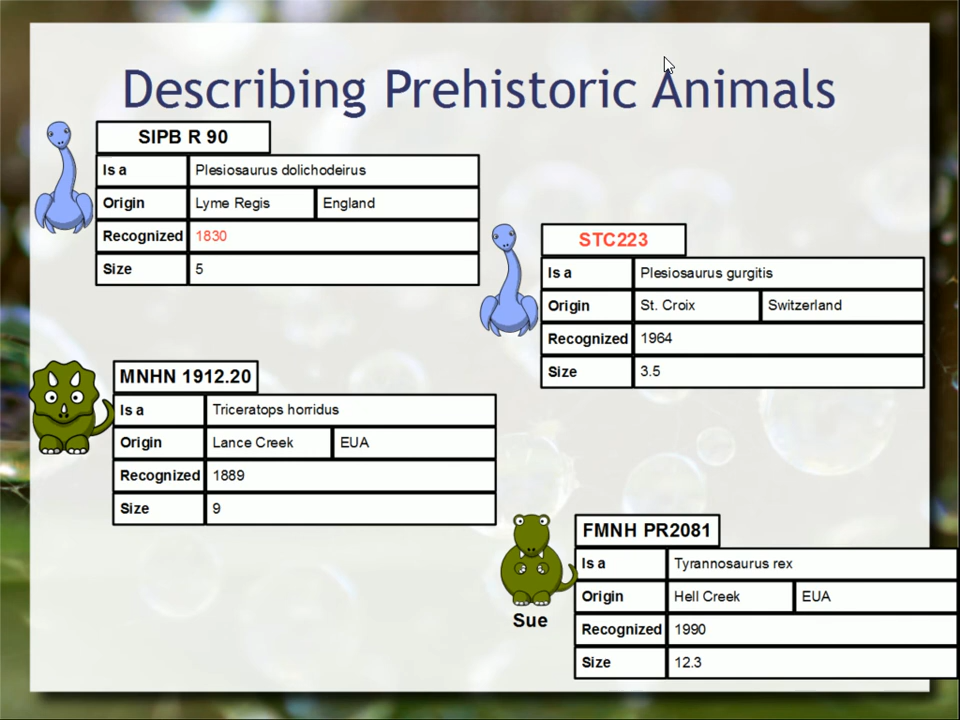 Describing Prehistoric Animals
SIPB R 90
Is a Plesiosaurus dolichodeirus
Origin Lyme Regis England
Recognized 1830
Size 5
STC223
Is a Plesiosaurus gurgitis
Origin St. Croix Switzerland
Recognized 1964
Size 3.5
MNHN 1912.20
Is a Triceratops horridus
Origin Lance Creek EUA
Recognized 1889
Size 9
FMNH PR2081
Is a Tyrannosaurus rex
Origin Hell Creek EUA
Recognized 1990
Size 12.3
Sue